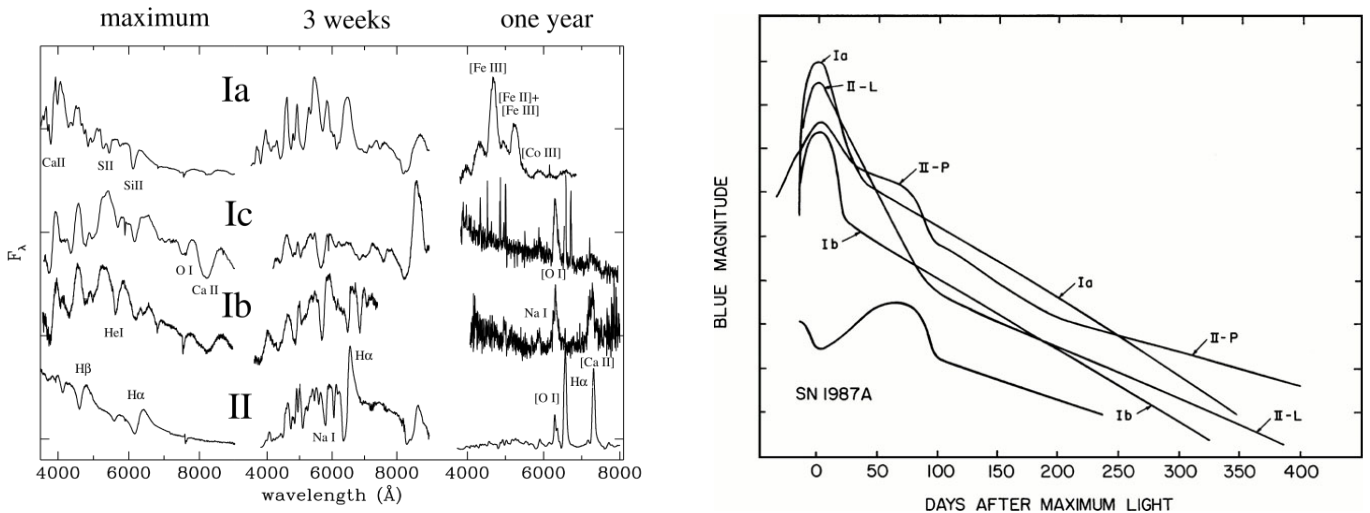 maximum 3 weeks one year
Ia
CaII
SII
SiII
[Fe III]
[Fe II]+
[Fe III]
[Co III]
Ic
O I
Ca II
[O I]
Ib
HeI
Na I
II
Hβ
Hα
Na I
Hα
[O I]
Hα
[Ca II]
F_λ
4000 6000 8000 4000 6000 8000 4000 6000 8000
wavelength (Å)
BLUE MAGNITUDE
Ia
II-L
II-P
Ib
Ia
II-P
SN 1987A
Ib
II-L
0 50 100 150 200 250 300 350 400
DAYS AFTER MAXIMUM LIGHT